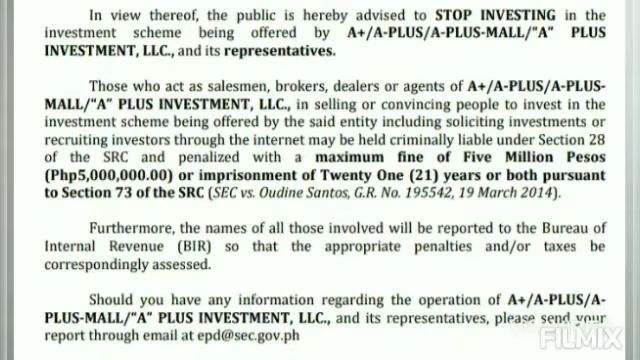 In view thereof, the public is hereby advised to STOP INVESTING in the
investment scheme being offered by A+/A-PLUS/A-PLUS-MALL/"A" PLUS
INVESTMENT, LLC., and its representatives.
Those who act as salesmen, brokers, dealers or agents of A+/A-PLUS/A-PLUS-
MALL/"A" PLUS INVESTMENT, LLC., in selling or convincing people to invest in the
investment scheme being offered by the said entity including soliciting investments or
recruiting investors through the internet may be held criminally liable under Section 28
of the SRC and penalized with a maximum fine of Five Million Pesos
(Php5,000,000.00) or imprisonment of Twenty One (21) years or both pursuant
to Section 73 of the SRC (SEC vs. Oudine Santos, G.R. No. 195542, 19 March 2014).
Furthermore, the names of all those involved will be reported to the Bureau of
Internal Revenue (BIR) so that the appropriate penalties and/or taxes be
correspondingly assessed.
Should you have any information regarding the operation of A+/A-PLUS/A-
PLUS-MALL/"A" PLUS INVESTMENT, LLC., and its representatives, please send your
report through email at epd@sec.gov.ph
FILMIX